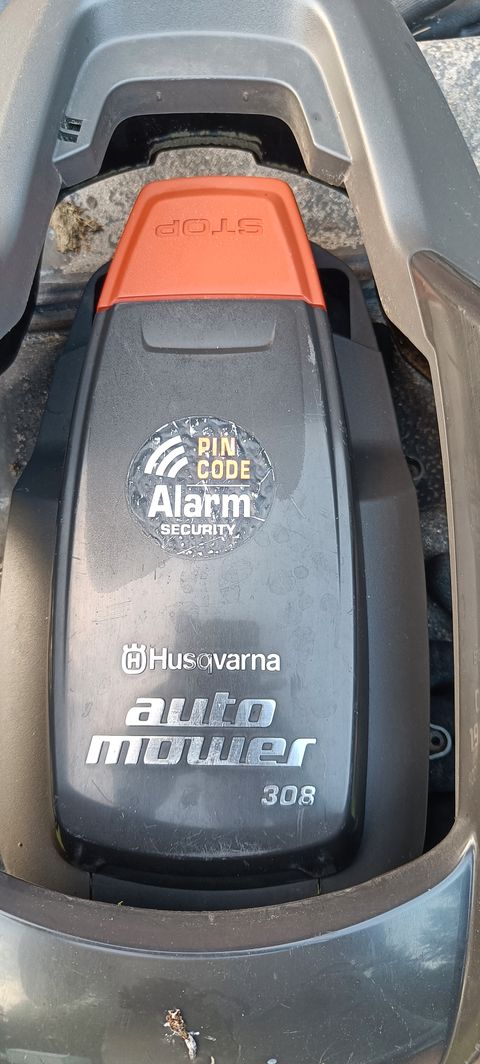 STOP
PIN
CODE
Alarm
SECURITY
Husqvarna
auto
mower
308